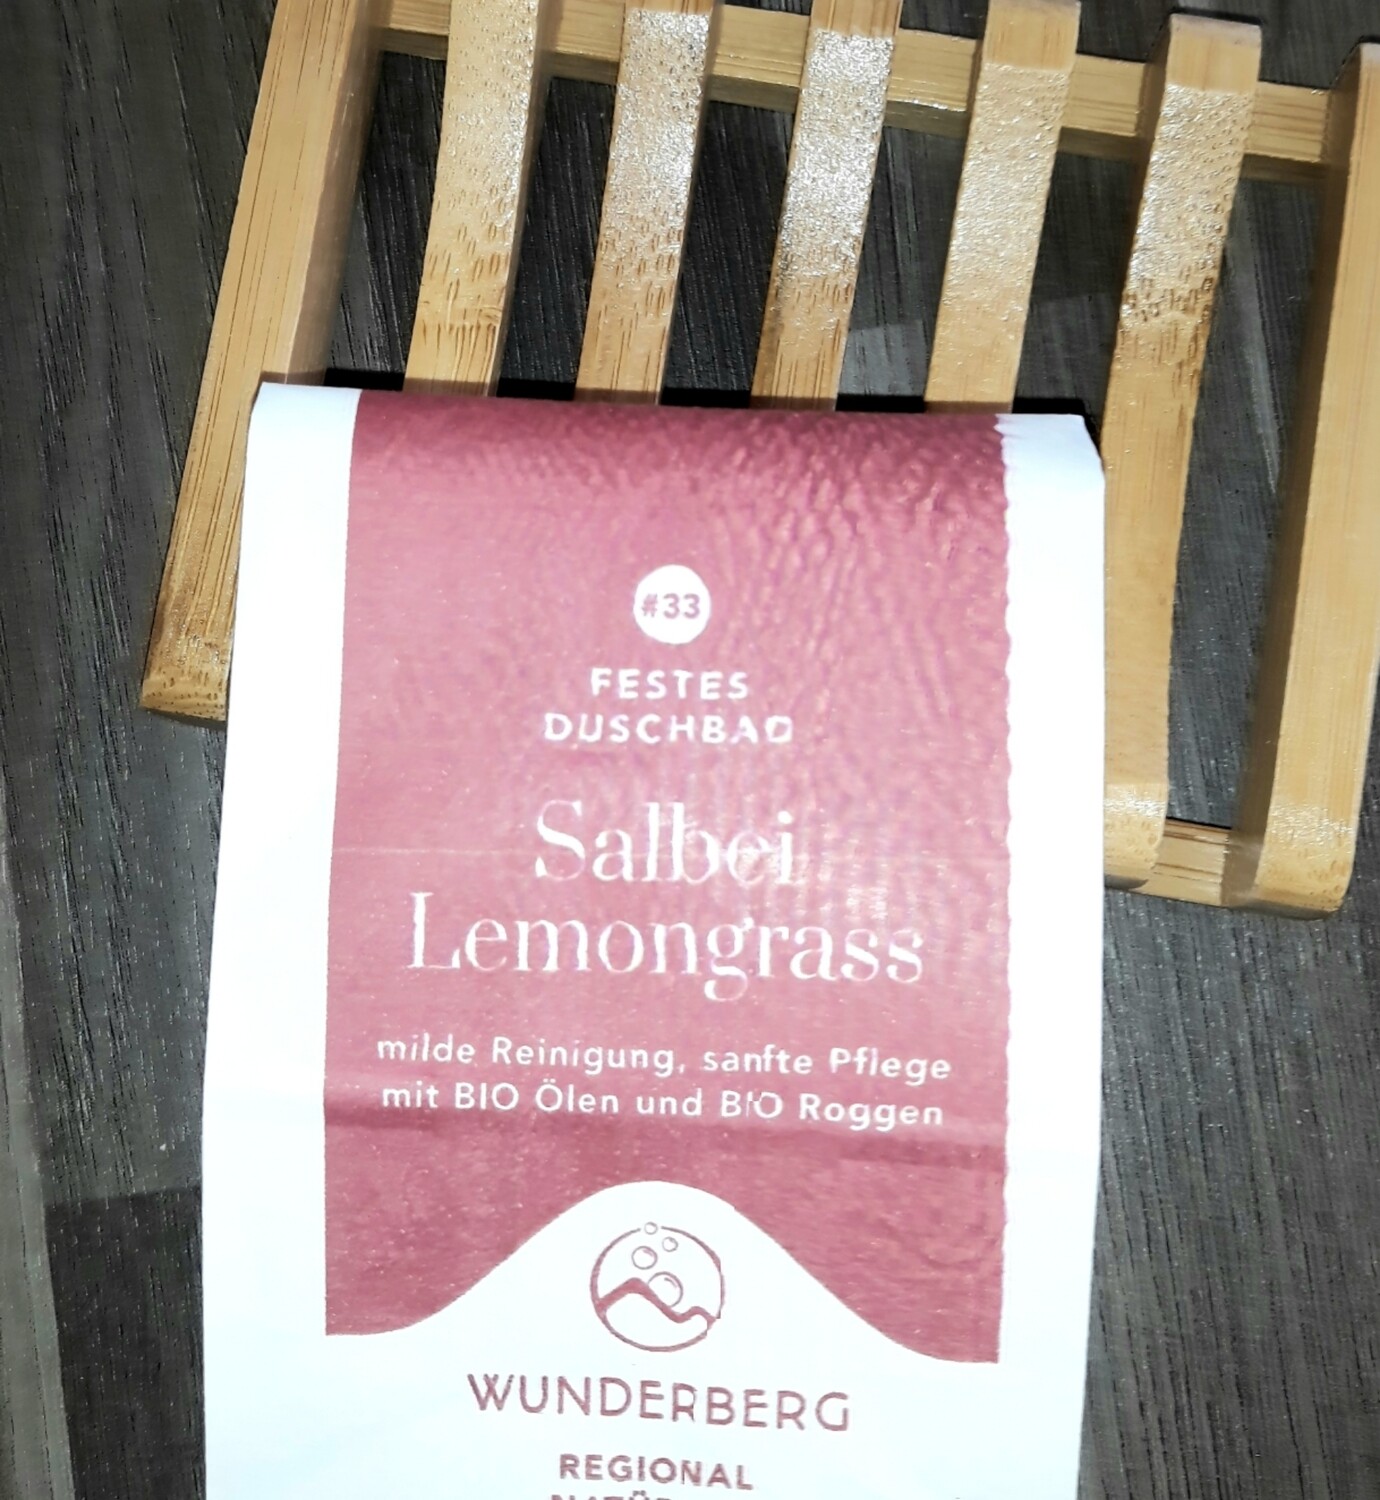 #33
FESTES
DUSCHBAD
Salbei
Lemongrass
milde Reinigung, sanfte Pflege
mit BIO Ölen und BIO Roggen
WUNDERBERG
REGIONAL